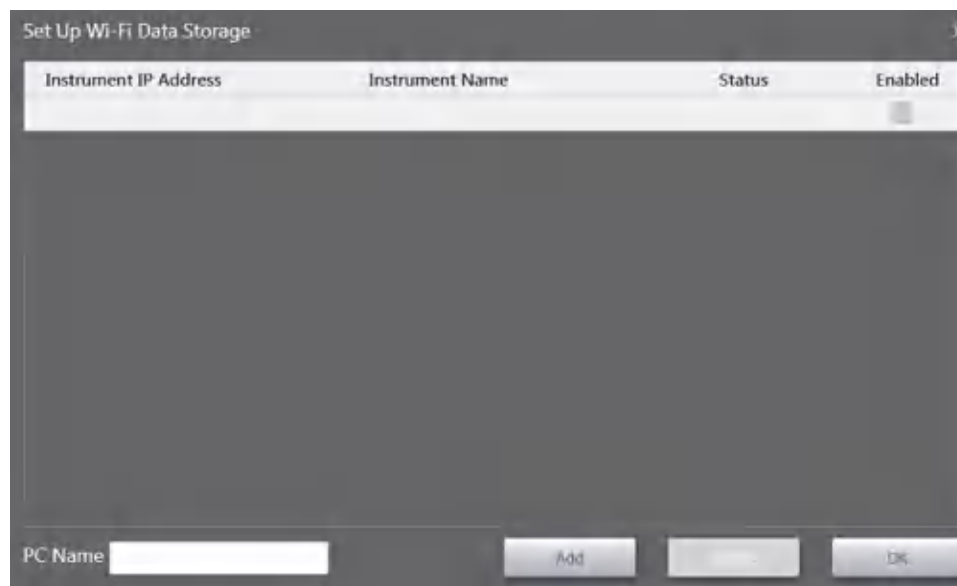 Set Up Wi-Fi Data Storage
Instrument IP Address Instrument Name Status Enabled
PC Name Add OK